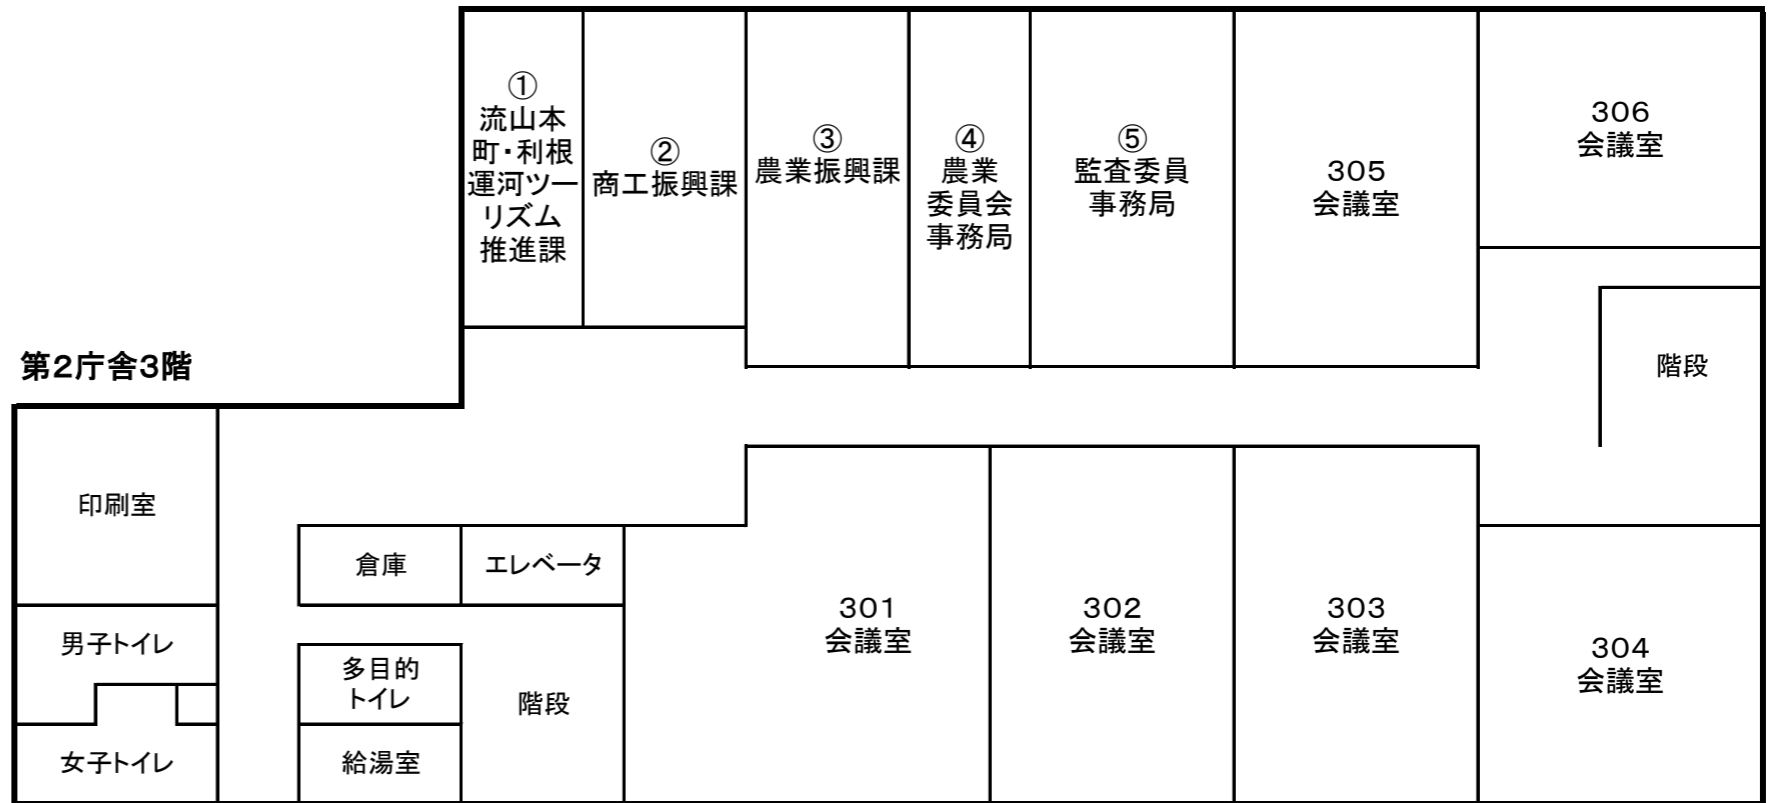 ①
流山本
町・利根
運河ツー
リズム
推進課
②
商工振興課
③
農業振興課
④
農業
委員会
事務局
⑤
監査委員
事務局
305
会議室
306
会議室
第2庁舎3階
階段
印刷室
倉庫
エレベータ
301
会議室
302
会議室
303
会議室
304
会議室
男子トイレ
多目的
トイレ
階段
女子トイレ
給湯室